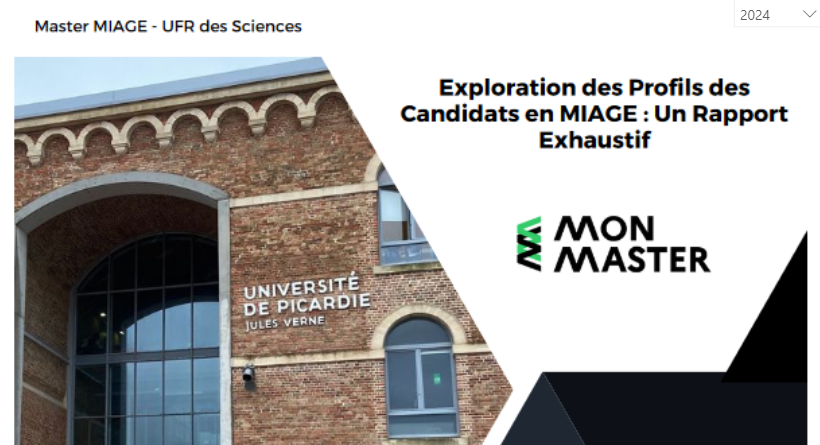 Master MIAGE - UFR des Sciences
2024
Exploration des Profils des
Candidats en MIAGE : Un Rapport
Exhaustif
MON
MASTER
UNIVERSITÉ
DE PICARDIE
JULES VERNE